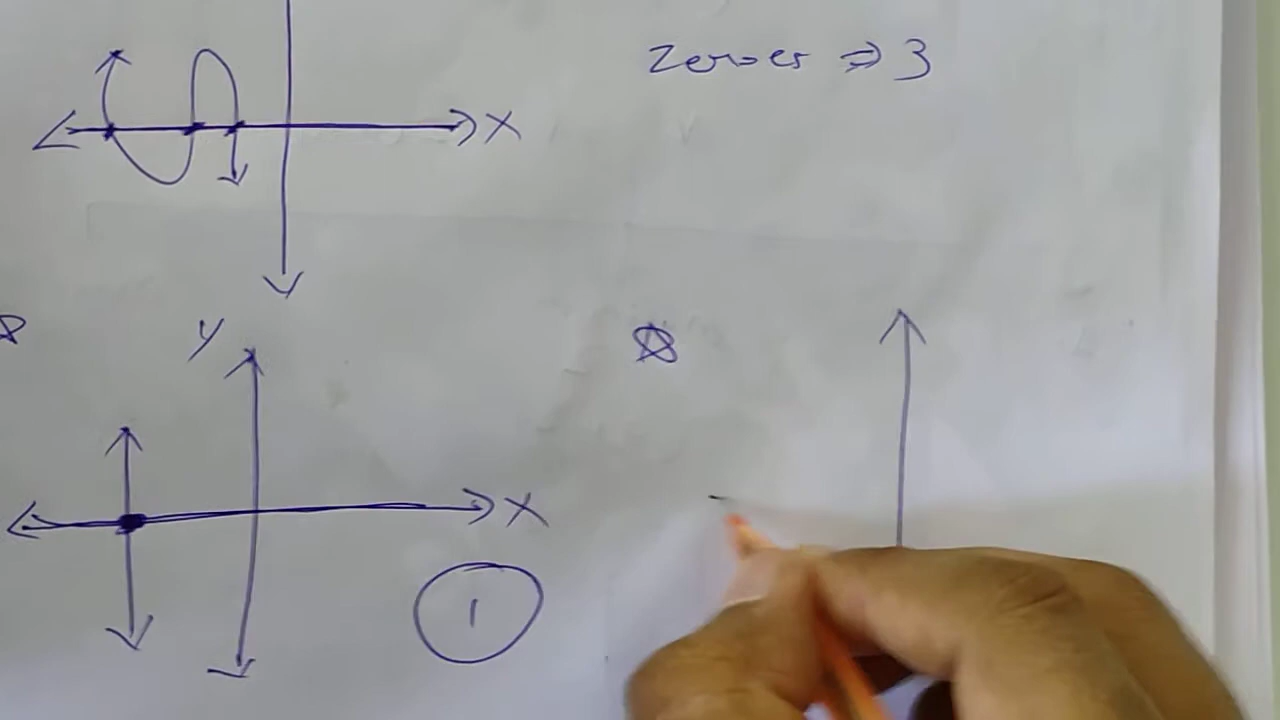 Zeroes ⇒ 3
X
y
X
1